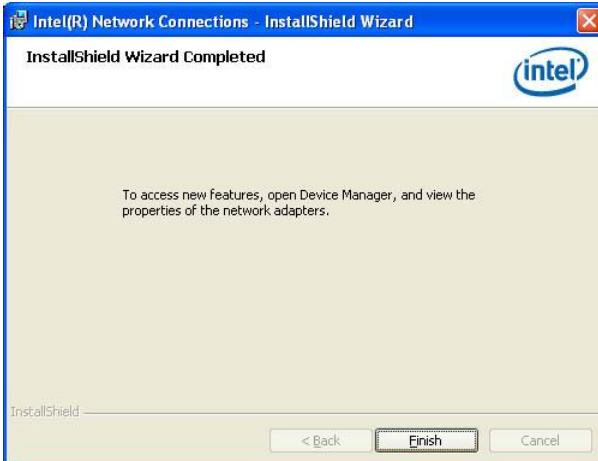 Intel(R) Network Connections - InstallShield Wizard
InstallShield Wizard Completed
intel
To access new features, open Device Manager, and view the
properties of the network adapters.
InstallShield
< Back
Finish
Cancel